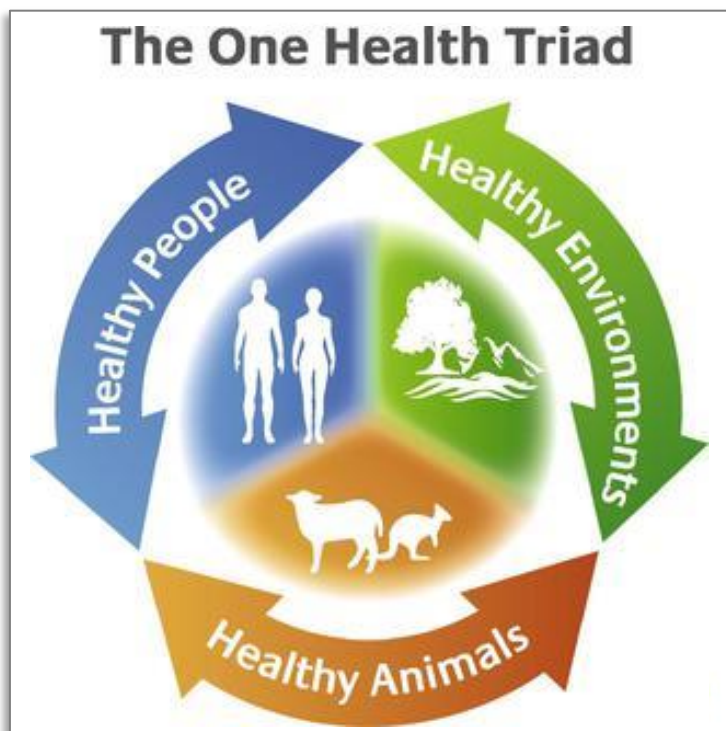 The One Health Triad
Healthy People
Healthy Environments
Healthy Animals